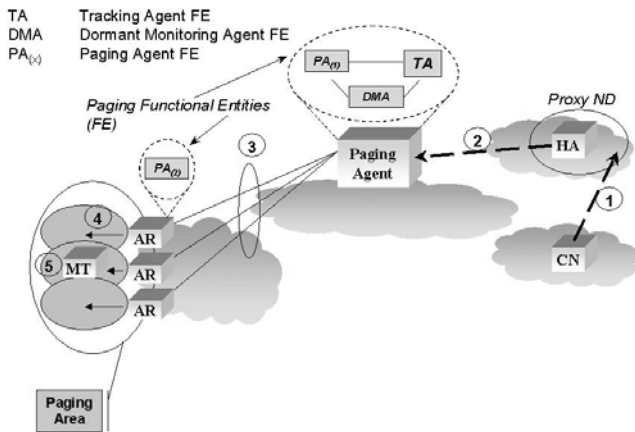 TA Tracking Agent FE
DMA Dormant Monitoring Agent FE
PA(x) Paging Agent FE
PA(1) TA
DMA
Paging Functional Entities
(FE)
Proxy ND
PA(2)
3
2
HA
Paging
Agent
1
4
AR
CN
5
MT
AR
AR
Paging
Area